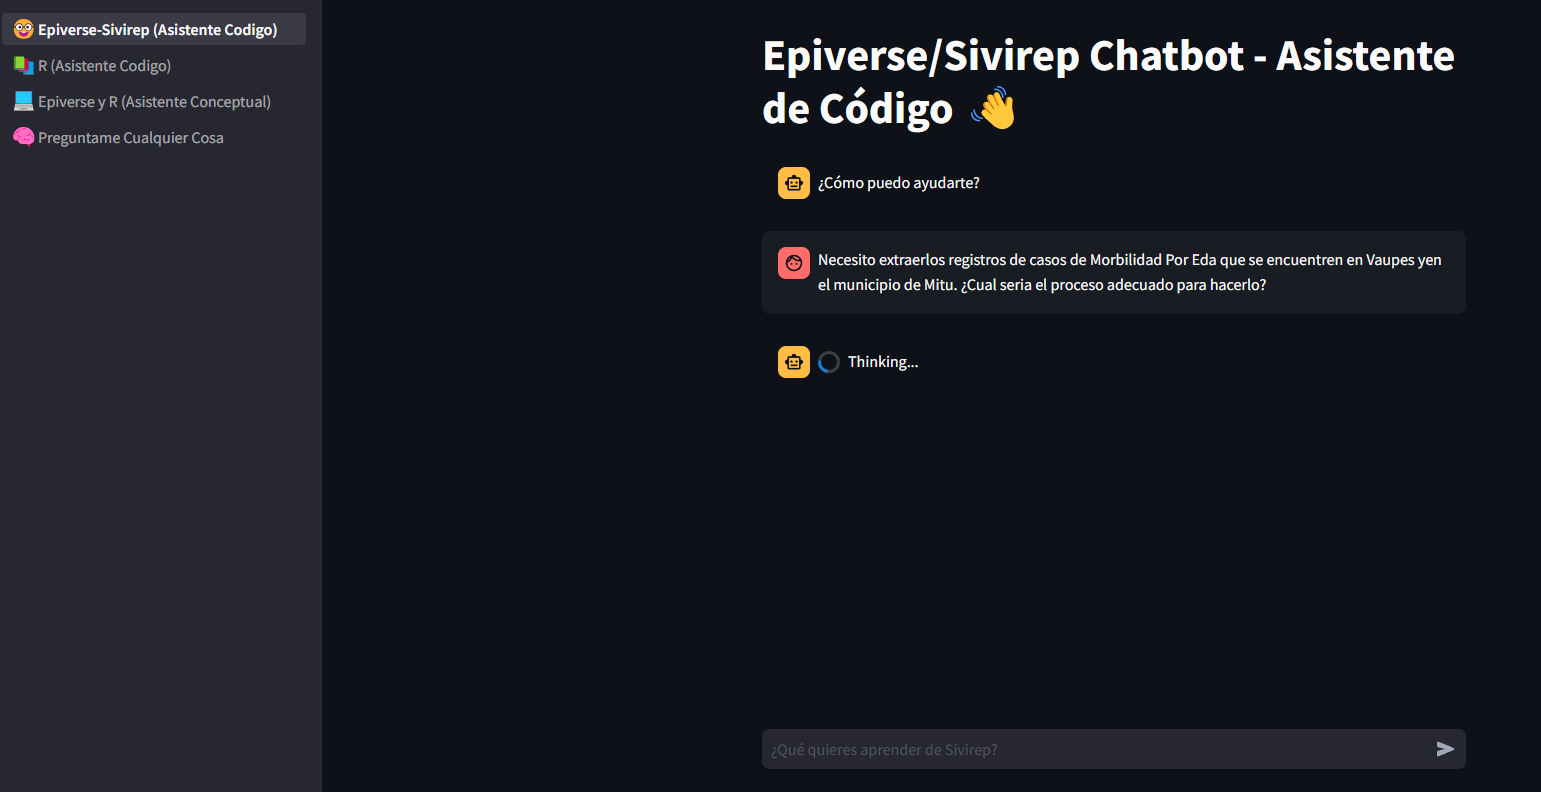 Epiverse-Sivirep (Asistente Codigo)
R (Asistente Codigo)
Epiverse y R (Asistente Conceptual)
Preguntame Cualquier Cosa
Epiverse/Sivirep Chatbot - Asistente
de Código 👋
¿Cómo puedo ayudarte?
Necesito extraerlos registros de casos de Morbilidad Por Eda que se encuentren en Vaupes yen
el municipio de Mitu. ¿Cual seria el proceso adecuado para hacerlo?
Thinking...
¿Qué quieres aprender de Sivirep?